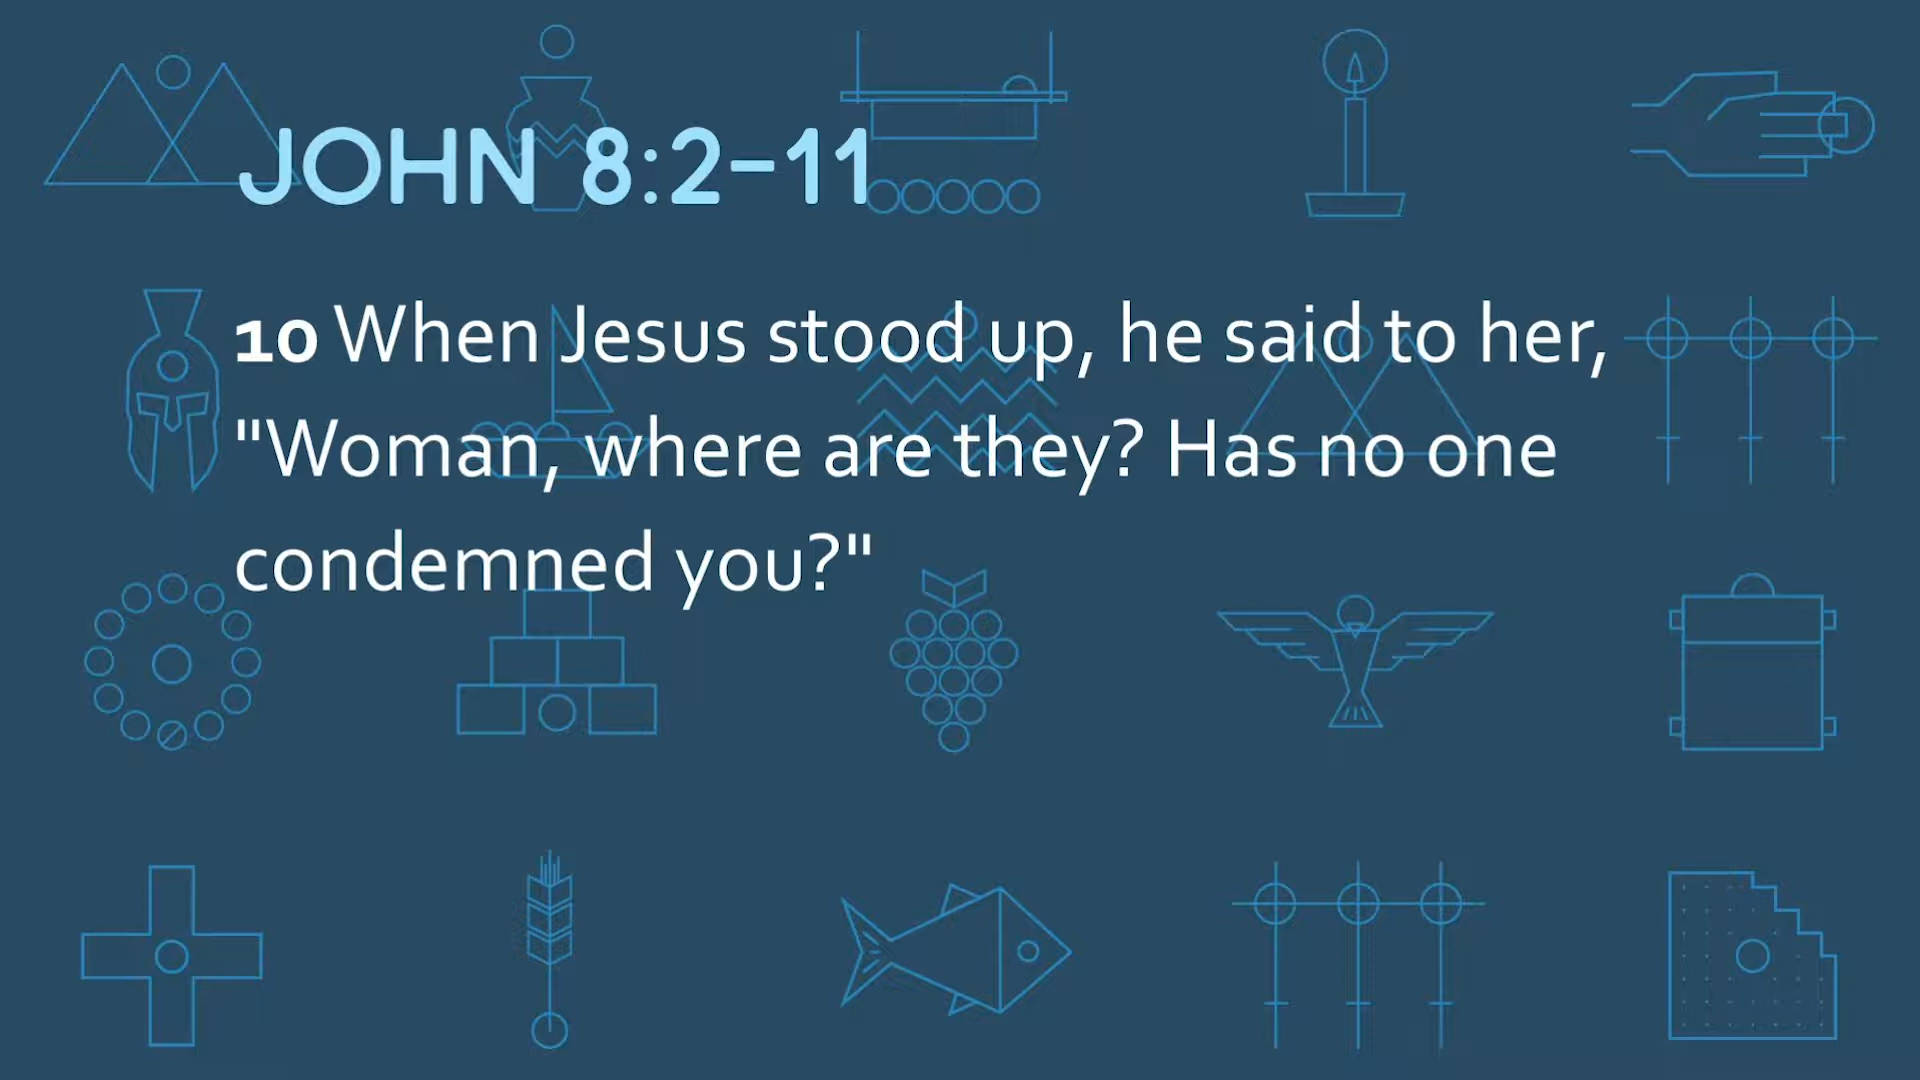 JOHN 8:2-11
10 When Jesus stood up, he said to her,
"Woman, where are they? Has no one
condemned you?"